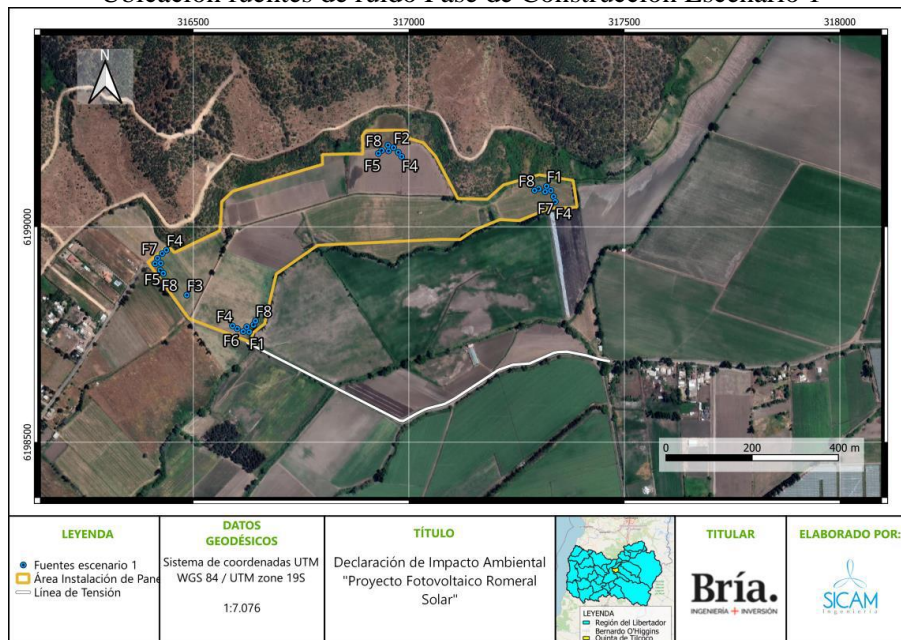 Ubicación fuentes de ruido Fase de Construcción Escenario 1
316500 317000 317500 318000
N
F8 F2
F5 F4
F8 F1
F7 F4
6199000
F7 F4
F5 F8
F3
F4 F8
F6 F1
6198500
0 200 400 m
LEYENDA
Fuentes escenario 1
Área Instalación de Pane
Línea de Tensión
DATOS
GEODÉSICOS
Sistema de coordenadas UTM
WGS 84 / UTM zone 19S
1:7.076
TÍTULO
Declaración de Impacto Ambiental
"Proyecto Fotovoltaico Romeral
Solar"
LEYENDA
Región del Libertador
Bernardo O'Higgins
Quinta de Tilcoco
TITULAR
Bría.
INGENIERÍA + INVERSIÓN
ELABORADO POR:
SICAM
Ingeniería